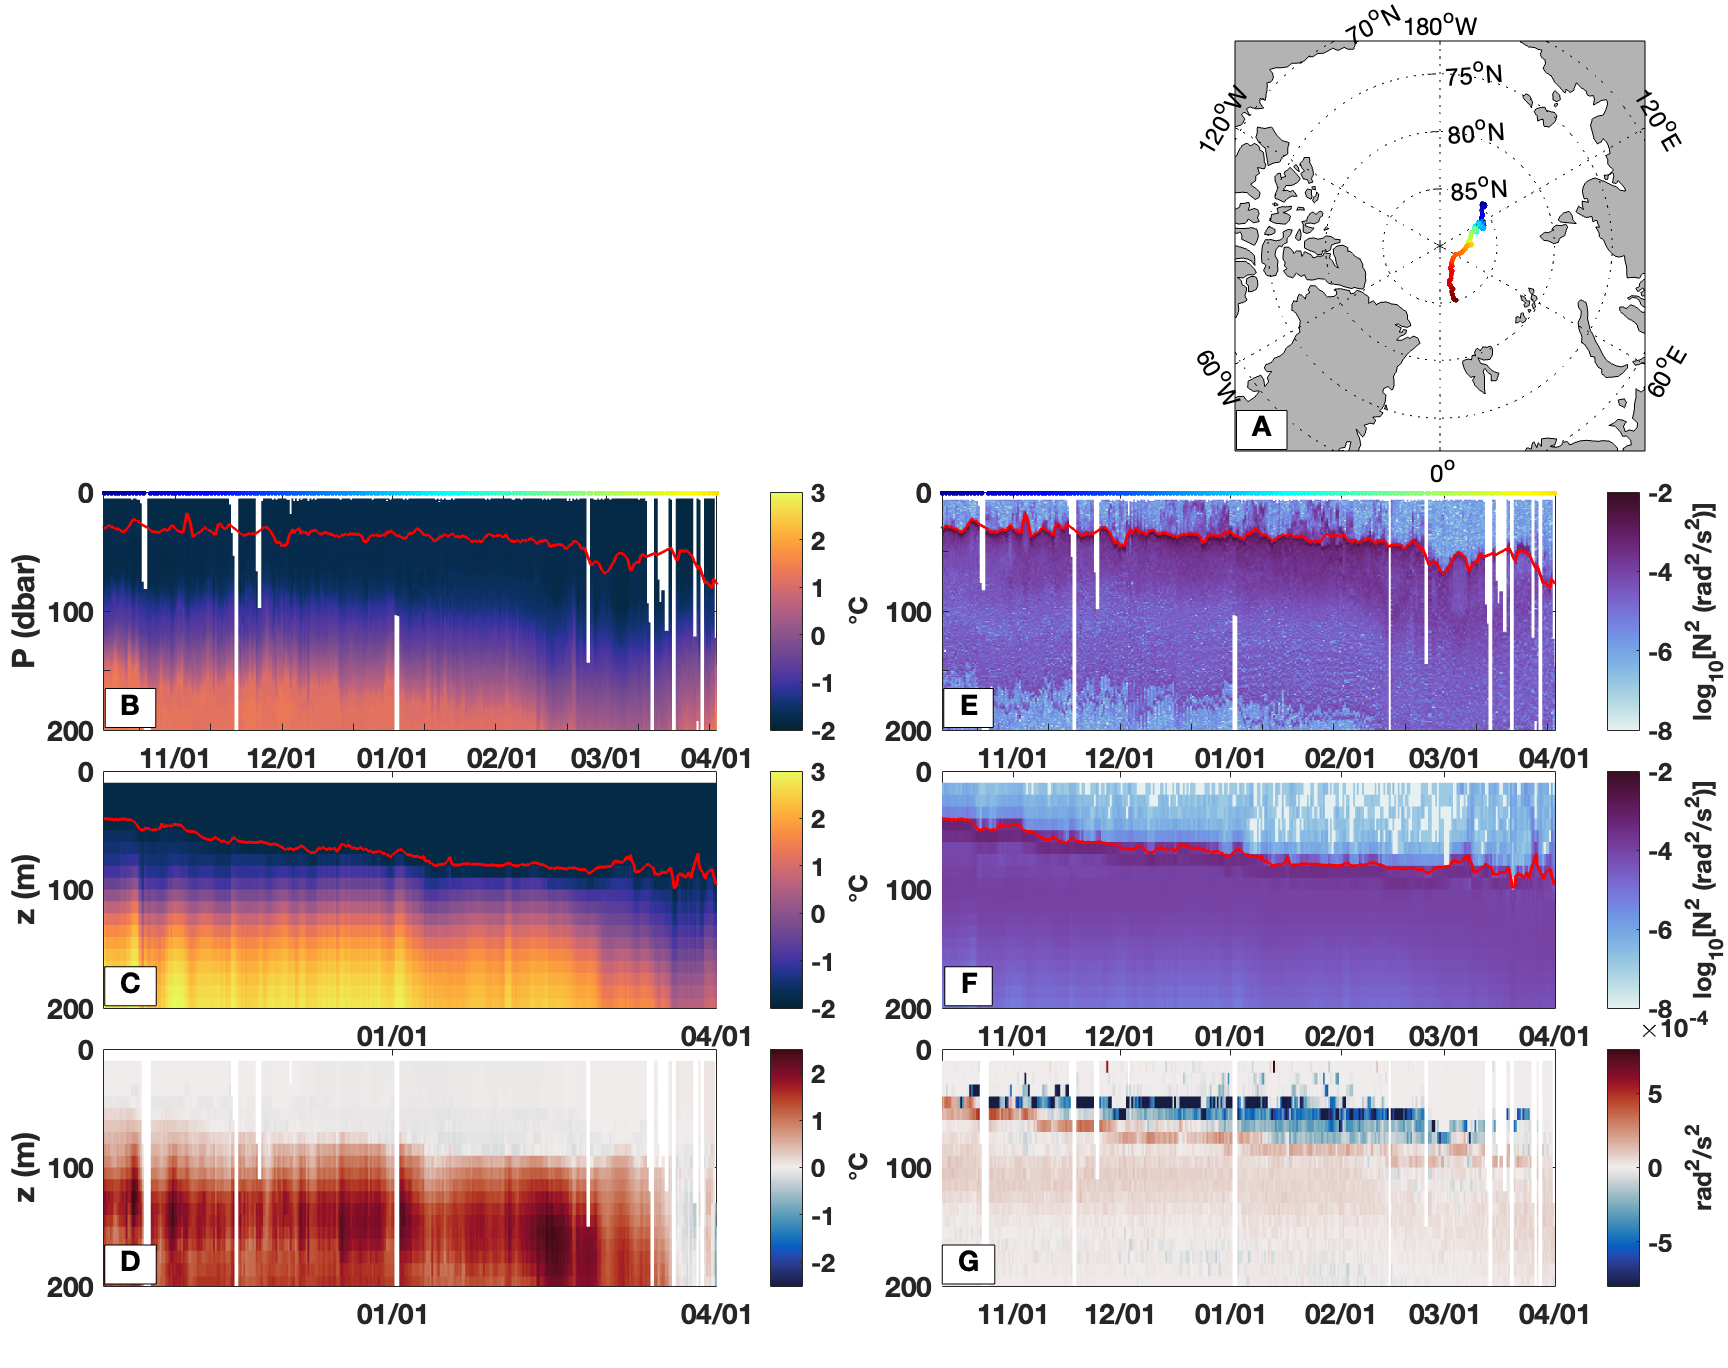 70°N 180°W
75°N
120°W 120°E
80°N
85°N
60°W 60°E
A
0°
0 3 0 -2
2
P (dbar) 1 -4
100 0 °C 100 log10[N2 (rad2/s2)]
-1 -6
B E
200 -2 200 -8
11/01 12/01 01/01 02/01 03/01 04/01 11/01 12/01 01/01 02/01 03/01 04/01
0 3 0 -2
2
z (m) 1 -4
100 0 °C 100 log10[N2 (rad2/s2)]
-1 -6
C F
200 -2 200 -8
01/01 04/01 11/01 12/01 01/01 02/01 03/01 04/01 ×10-4
0 2 0 5
z (m) 1
100 0 °C 100 0 rad2/s2
-1
D -2 G -5
200 200
01/01 04/01 11/01 12/01 01/01 02/01 03/01 04/01